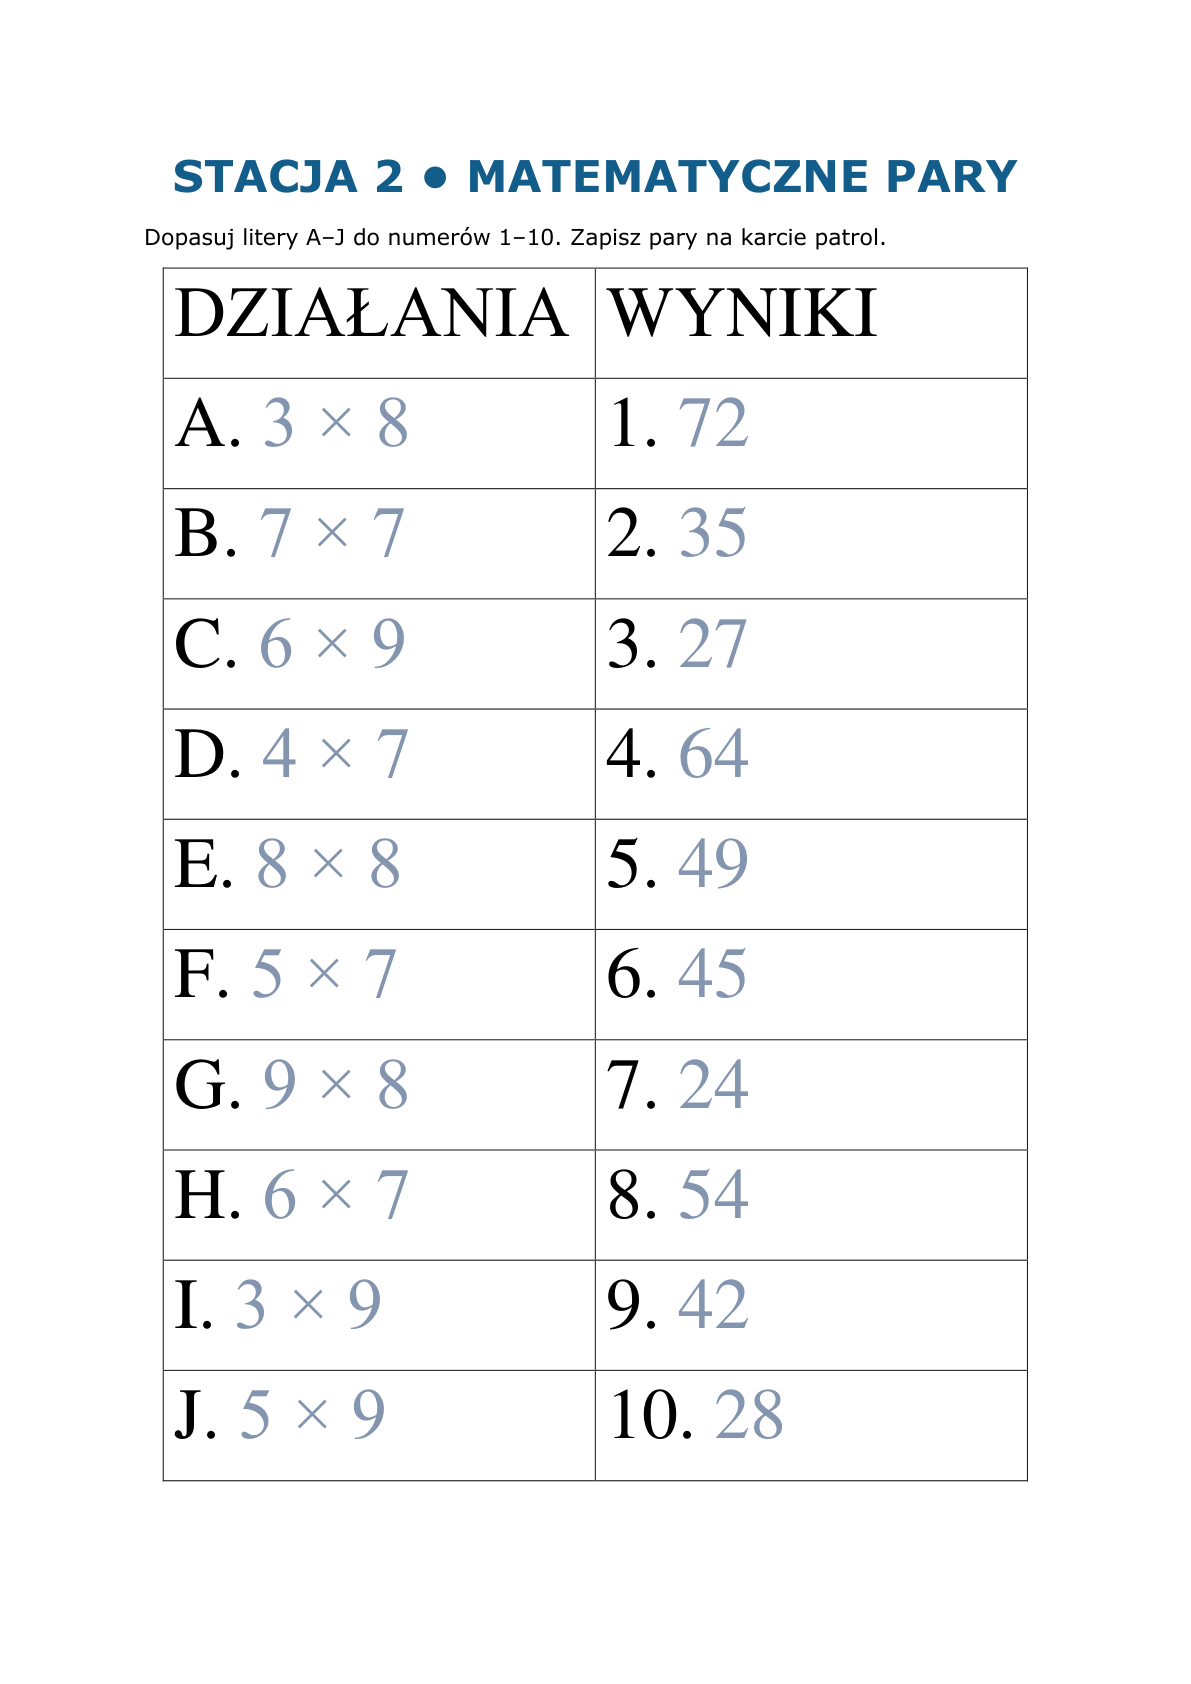 STACJA 2 ● MATEMATYCZNE PARY
Dopasuj litery A–J do numerów 1–10. Zapisz pary na karcie patrol.
DZIAŁANIA WYNIKI
A. 3 × 8 1. 72
B. 7 × 7 2. 35
C. 6 × 9 3. 27
D. 4 × 7 4. 64
E. 8 × 8 5. 49
F. 5 × 7 6. 45
G. 9 × 8 7. 24
H. 6 × 7 8. 54
I. 3 × 9 9. 42
J. 5 × 9 10. 28